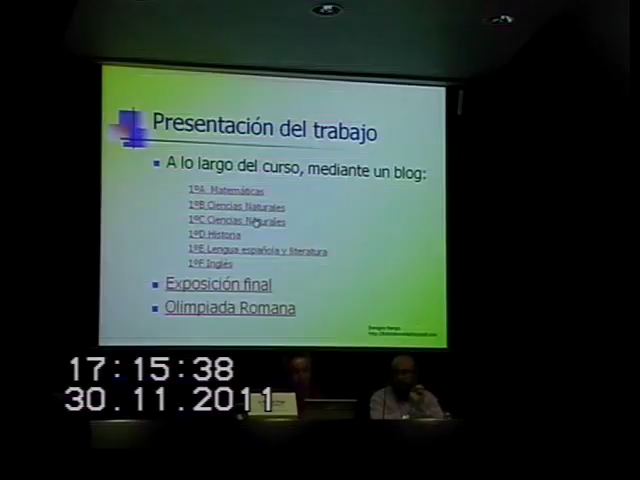 Presentación del trabajo
A lo largo del curso, mediante un blog:
1ºA Matemáticas
1ºB Ciencias Naturales
1ºC Ciencias Naturales
1ºD Historia
1ºE Lengua española y literatura
1ºF Inglés
Exposición final
Olimpiada Romana
17:15:38
30.11.2011